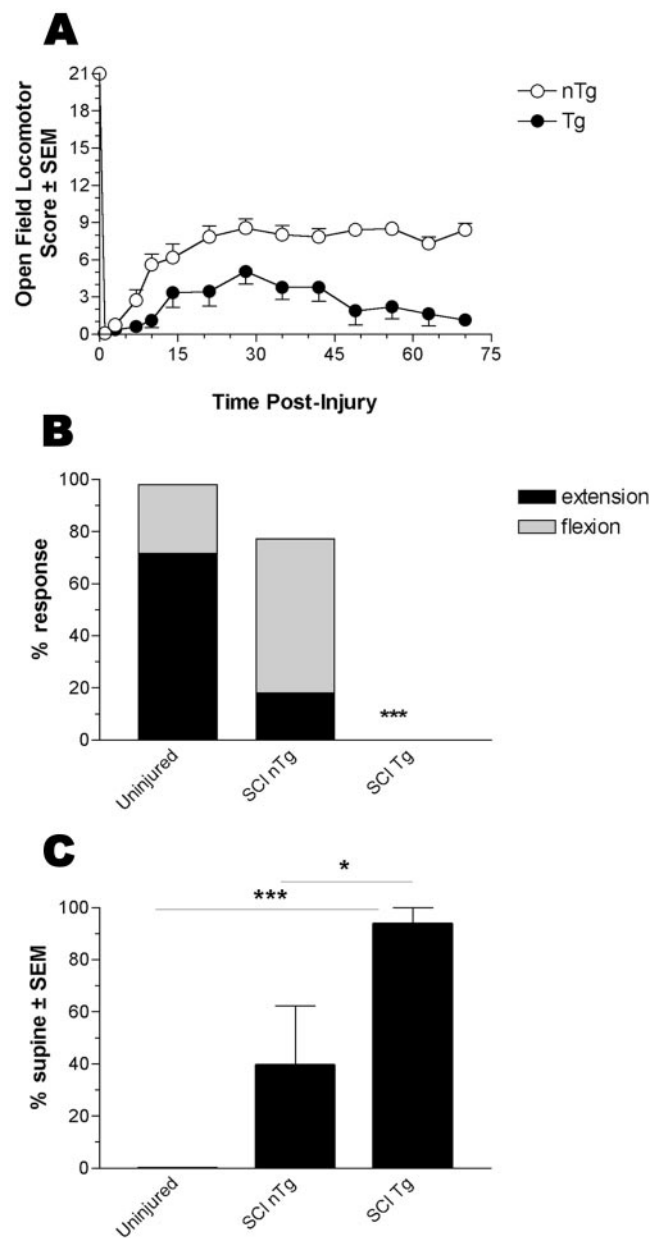 A
Open Field Locomotor
Score ± SEM
21
18
15
12
9
6
3
0
0 15 30 45 60 75
Time Post-Injury
nTg
Tg
B
% response
100
80
60
40
20
0
***
Uninjured
SCI nTg
SCI Tg
extension
flexion
C
% supine ± SEM
100
80
60
40
20
0
***
*
Uninjured
SCI nTg
SCI Tg